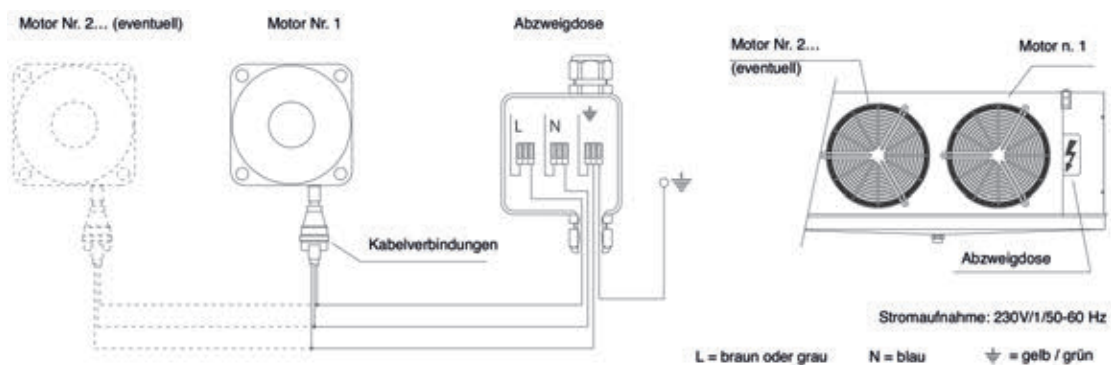 Motor Nr. 2... (eventuell)
Motor Nr. 1
Abzweigdose
L
N
Kabelverbindungen
Motor Nr. 2...
(eventuell)
Motor n. 1
Abzweigdose
Stromaufnahme: 230V/1/50-60 Hz
L = braun oder grau
N = blau
⏚ = gelb / grün